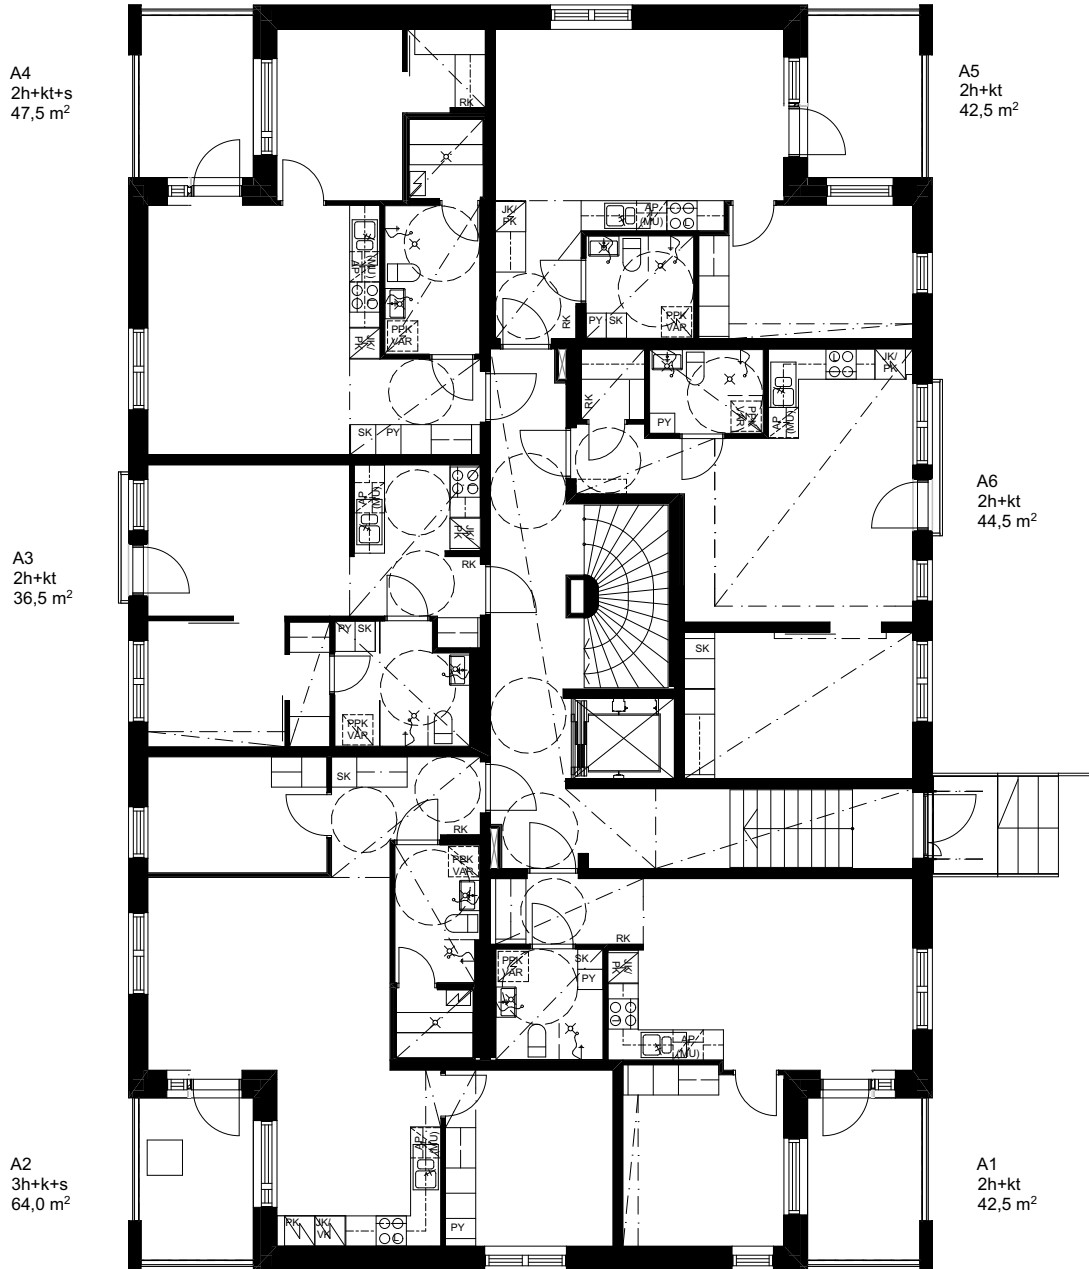 A4
2h+kt+s
47,5 m²
A5
2h+kt
42,5 m²
A6
2h+kt
44,5 m²
A3
2h+kt
36,5 m²
A2
3h+k+s
64,0 m²
A1
2h+kt
42,5 m²
RK
AP
(MU)
JK/
PK
PPK
VAR
SK
PY
JK/
PK
AP
(MU)
RK
PY
SK
PPK
VAR
RK
PY
PPK
VAR
AP
(MU)
JK/
PK
SK
AP
(MU)
JK/
PK
RK
PY
SK
PPK
VAR
SK
RK
PPK
VAR
RK
PPK
VAR
SK
PY
JK/
PK
AP
(MU)
AP
(MU)
PK
JK/
VK
PY